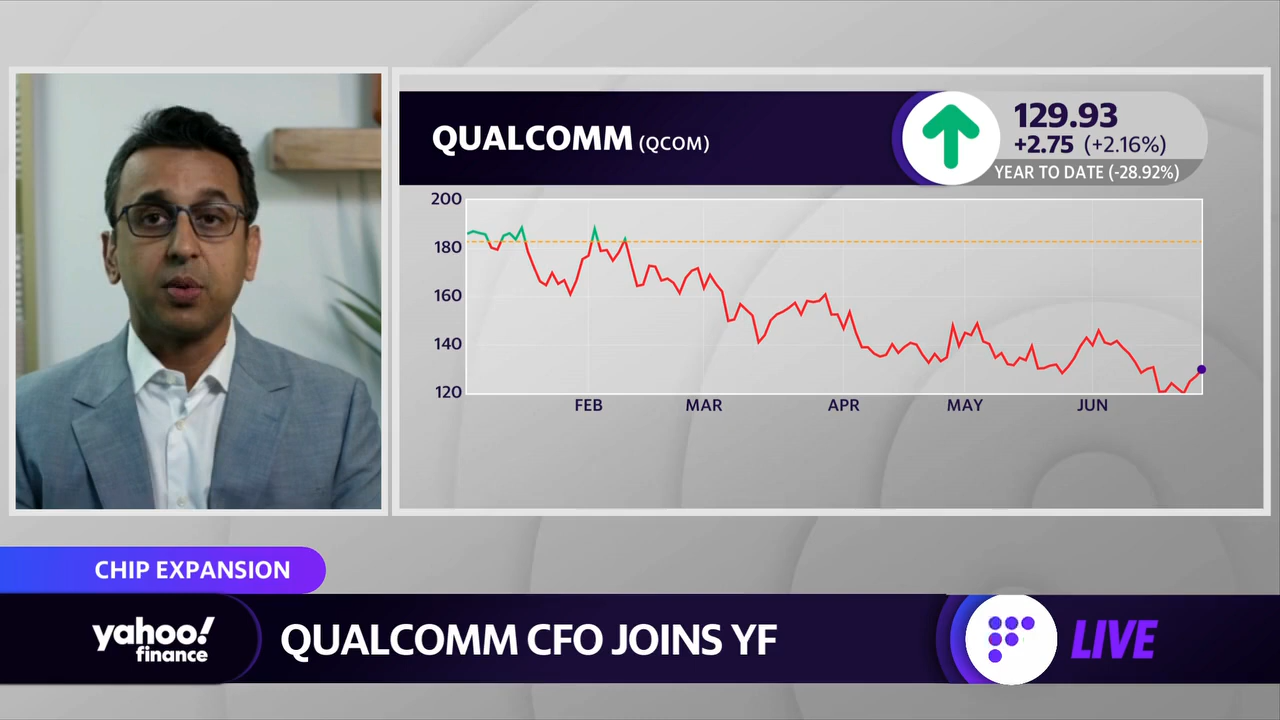 QUALCOMM (QCOM)
129.93
+2.75 (+2.16%)
YEAR TO DATE (-28.92%)
200
180
160
140
120
FEB MAR APR MAY JUN
CHIP EXPANSION
yahoo!
finance
QUALCOMM CFO JOINS YF
LIVE